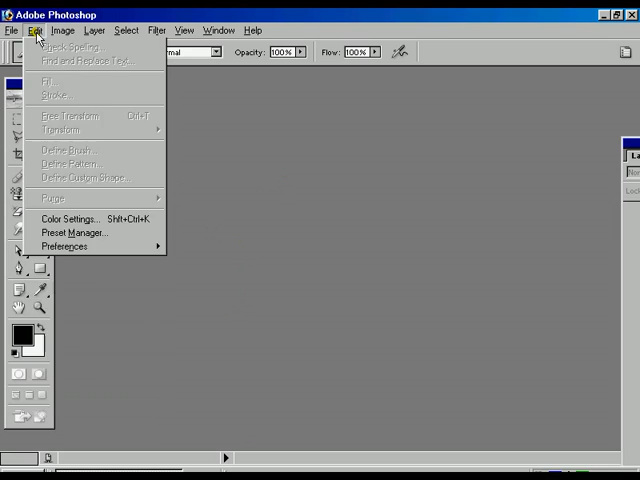 Adobe Photoshop
File Edit Image Layer Select Filter View Window Help
Opacity: 100% Flow: 100%
Check Spelling...
Find and Replace Text...
Fill...
Stroke...
Free Transform Ctrl+T
Transform
Define Brush...
Define Pattern...
Define Custom Shape...
Purge
Color Settings... Shft+Ctrl+K
Preset Manager...
Preferences